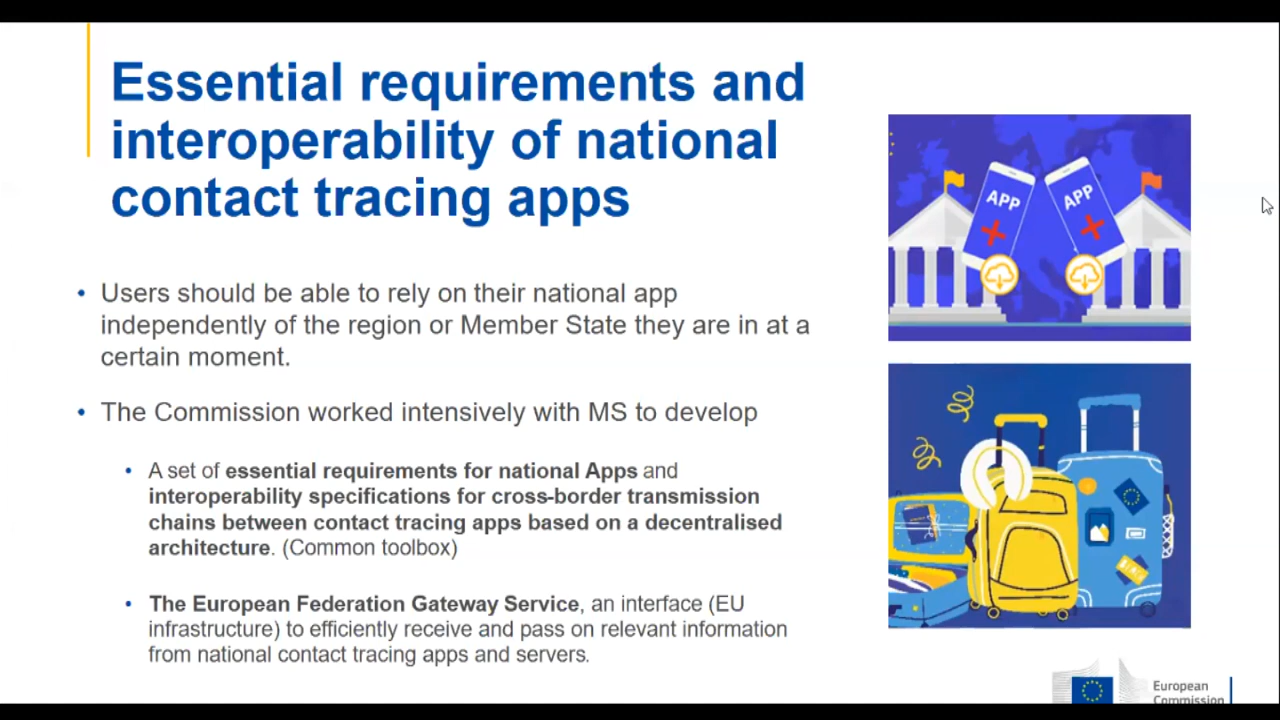 Essential requirements and
interoperability of national
contact tracing apps
• Users should be able to rely on their national app
independently of the region or Member State they are in at a
certain moment.
• The Commission worked intensively with MS to develop
• A set of essential requirements for national Apps and
interoperability specifications for cross-border transmission
chains between contact tracing apps based on a decentralised
architecture. (Common toolbox)
• The European Federation Gateway Service, an interface (EU
infrastructure) to efficiently receive and pass on relevant information
from national contact tracing apps and servers.
APP
APP
European
Commission